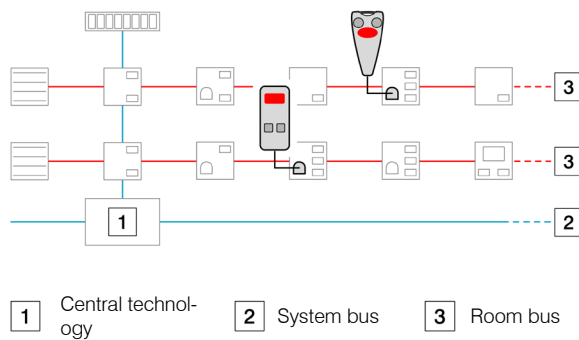 3
3
1
2
1 Central technol-
ogy
2 System bus
3 Room bus